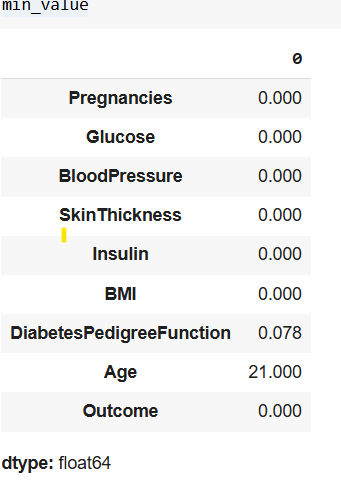 min_value
0
Pregnancies 0.000
Glucose 0.000
BloodPressure 0.000
SkinThickness 0.000
Insulin 0.000
BMI 0.000
DiabetesPedigreeFunction 0.078
Age 21.000
Outcome 0.000
dtype: float64